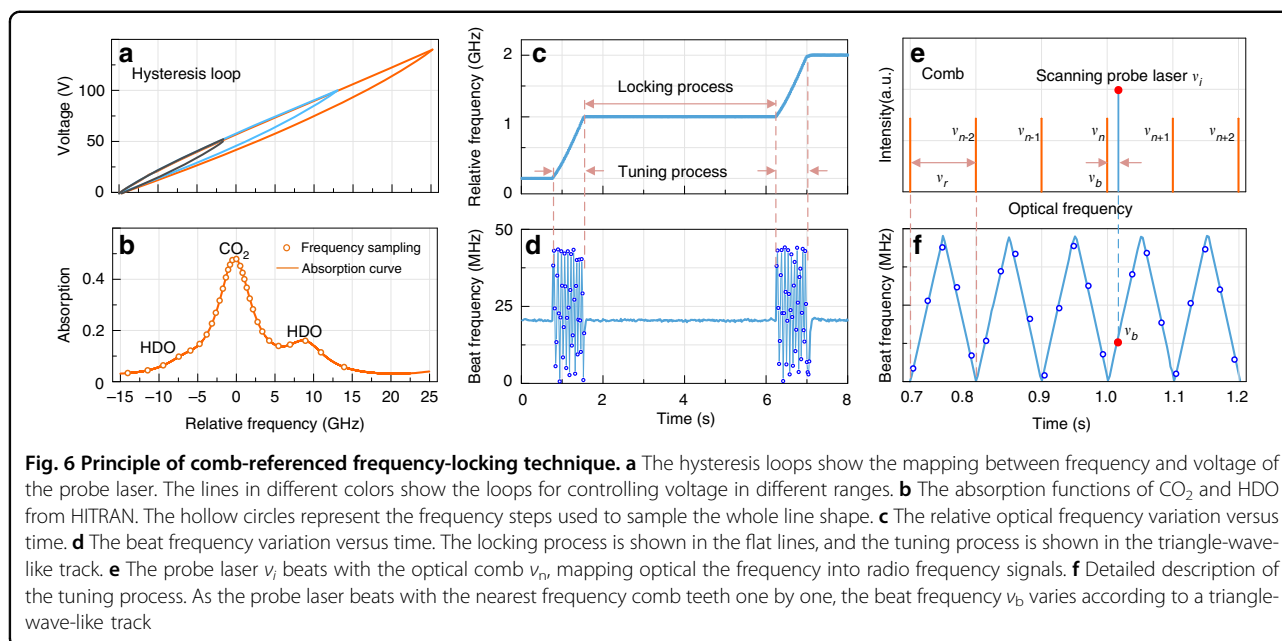 a
Hysteresis loop
Voltage (V)
150
100
50
0
b
CO2
Frequency sampling
Absorption curve
HDO
HDO
Absorption
0.4
0.2
0
−15 −10 −5 0 5 10 15 20 25
Relative frequency (GHz)
c
Relative frequency (GHz)
2
1
0
Locking process
Tuning process
d
Beat frequency (MHz)
50
25
0
0 2 4 6 8
Time (s)
e
Comb
Scanning probe laser νi
Intensity(a.u.)
νn-2 νn-1 νn νn+1 νn+2
νr νb
Optical frequency
f
Beat frequency (MHz)
νb
0.7 0.8 0.9 1.0 1.1 1.2
Time (s)
Fig. 6 Principle of comb-referenced frequency-locking technique. a The hysteresis loops show the mapping between frequency and voltage of
the probe laser. The lines in different colors show the loops for controlling voltage in different ranges. b The absorption functions of CO2 and HDO
from HITRAN. The hollow circles represent the frequency steps used to sample the whole line shape. c The relative optical frequency variation versus
time. d The beat frequency variation versus time. The locking process is shown in the flat lines, and the tuning process is shown in the triangle-wave-
like track. e The probe laser νi beats with the optical comb νn, mapping optical the frequency into radio frequency signals. f Detailed description of
the tuning process. As the probe laser beats with the nearest frequency comb teeth one by one, the beat frequency νb varies according to a triangle-
wave-like track